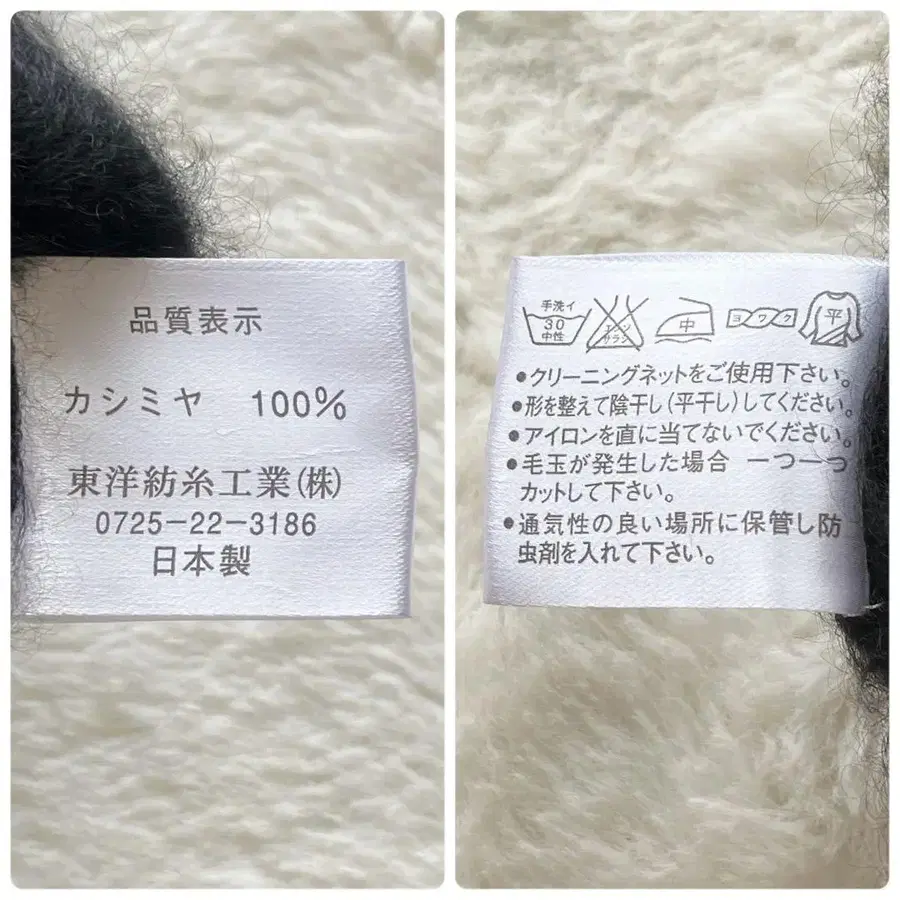 品質表示
カシミヤ 100%
東洋紡糸工業(株)
0725-22-3186
日本製
手洗イ
30
中性
エンソ
サラシ
中
ヨワク
平
•クリーニングネットをご使用下さい。
•形を整えて陰干し(平干し)してください。
•アイロンを直に当てないでください。
•毛玉が発生した場合 一つ一つ
カットして下さい。
•通気性の良い場所に保管し防
虫剤を入れて下さい。